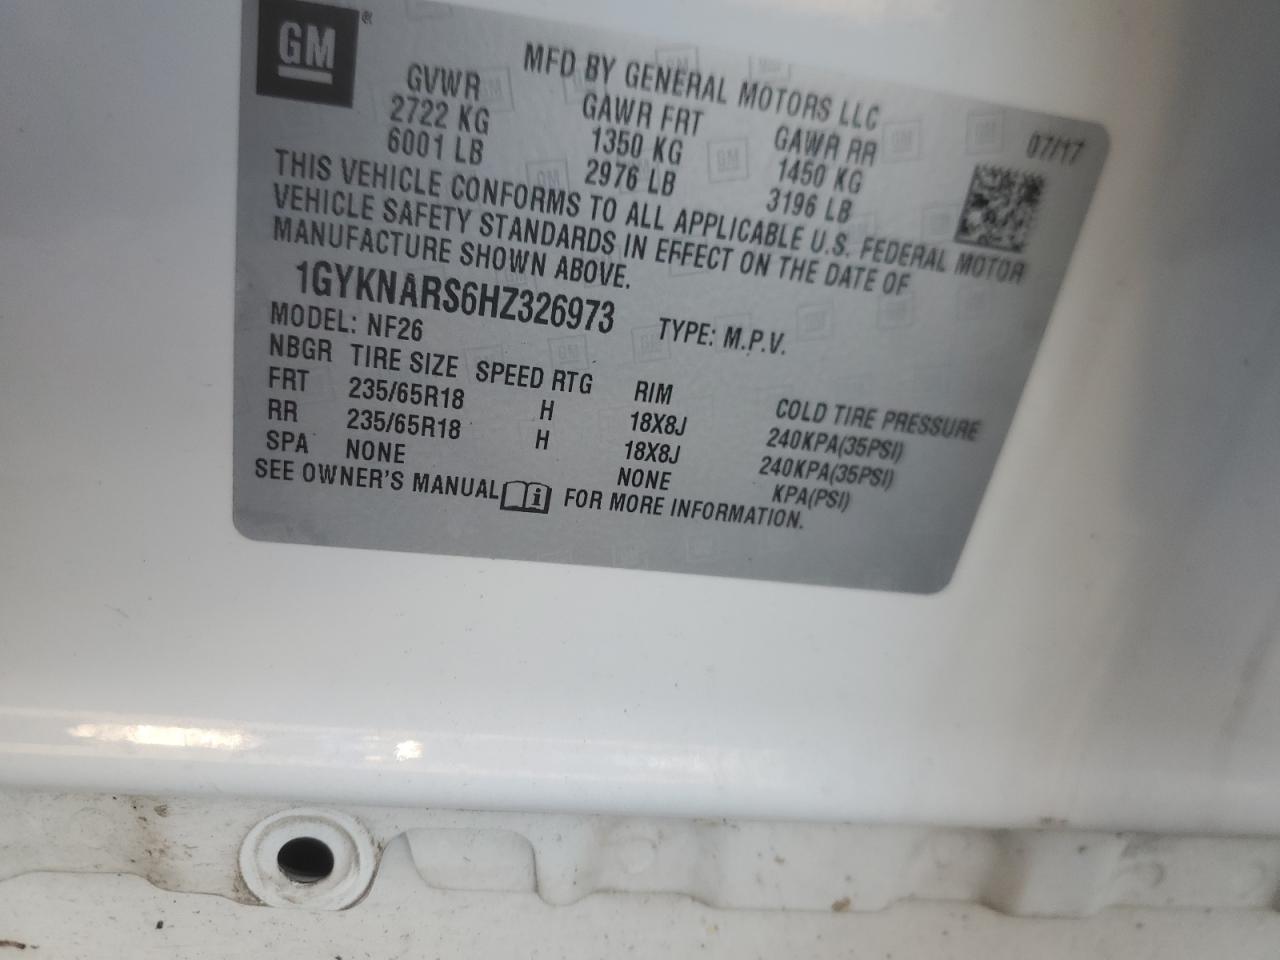 GM
MFD BY GENERAL MOTORS LLC
07/17
GVWR GAWR FRT GAWR RR
2722 KG 1350 KG 1450 KG
6001 LB 2976 LB 3196 LB
THIS VEHICLE CONFORMS TO ALL APPLICABLE U.S. FEDERAL MOTOR
VEHICLE SAFETY STANDARDS IN EFFECT ON THE DATE OF
MANUFACTURE SHOWN ABOVE.
1GYKNARS6HZ326973 TYPE: M.P.V.
MODEL: NF26
NBGR TIRE SIZE SPEED RTG RIM COLD TIRE PRESSURE
FRT 235/65R18 H 18X8J 240KPA(35PSI)
RR 235/65R18 H 18X8J 240KPA(35PSI)
SPA NONE NONE KPA(PSI)
SEE OWNER'S MANUAL FOR MORE INFORMATION.